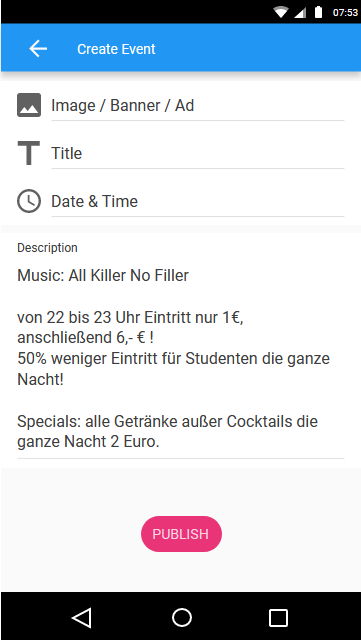 07:53
Create Event
Image / Banner / Ad
Title
Date & Time
Description
Music: All Killer No Filler
von 22 bis 23 Uhr Eintritt nur 1€,
anschließend 6,- € !
50% weniger Eintritt für Studenten die ganze
Nacht!
Specials: alle Getränke außer Cocktails die
ganze Nacht 2 Euro.
PUBLISH